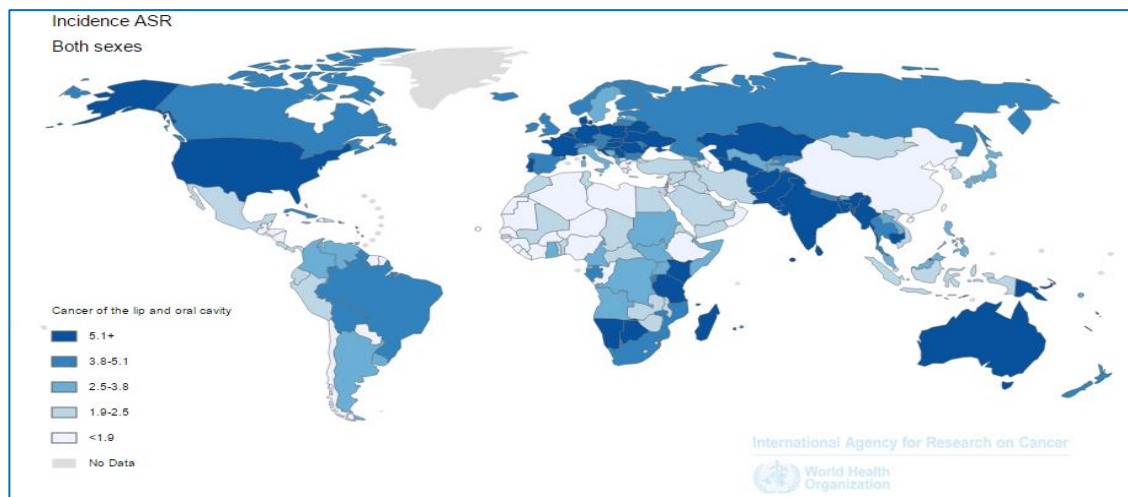 Incidence ASR
Both sexes
Cancer of the lip and oral cavity
5.1+
3.8-5.1
2.5-3.8
1.9-2.5
<1.9
No Data
International Agency for Research on Cancer
World Health
Organization